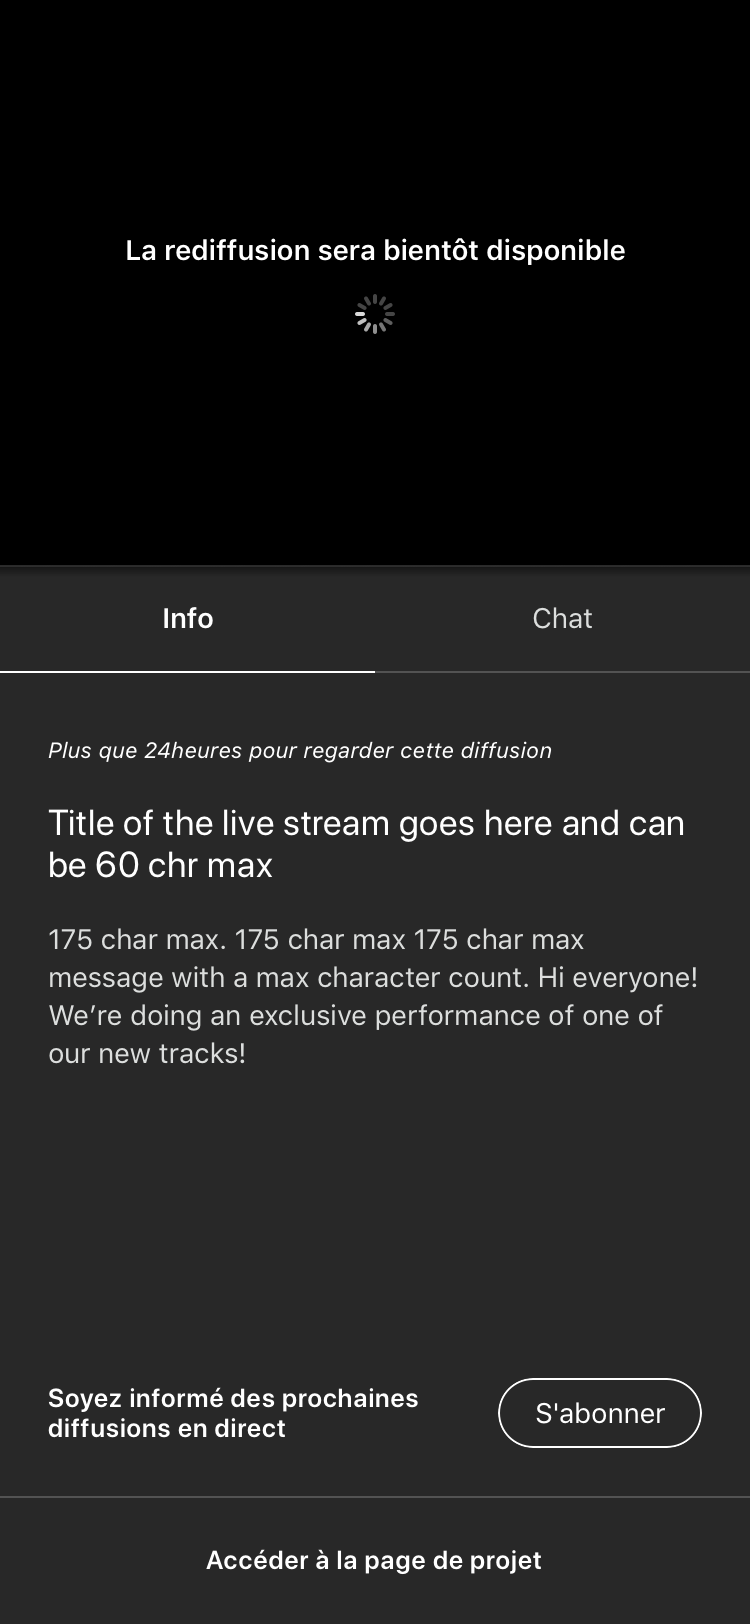 La rediffusion sera bientôt disponible
Info
Chat
Plus que 24heures pour regarder cette diffusion
Title of the live stream goes here and can
be 60 chr max
175 char max. 175 char max 175 char max
message with a max character count. Hi everyone!
We’re doing an exclusive performance of one of
our new tracks!
Soyez informé des prochaines
diffusions en direct
S'abonner
Accéder à la page de projet